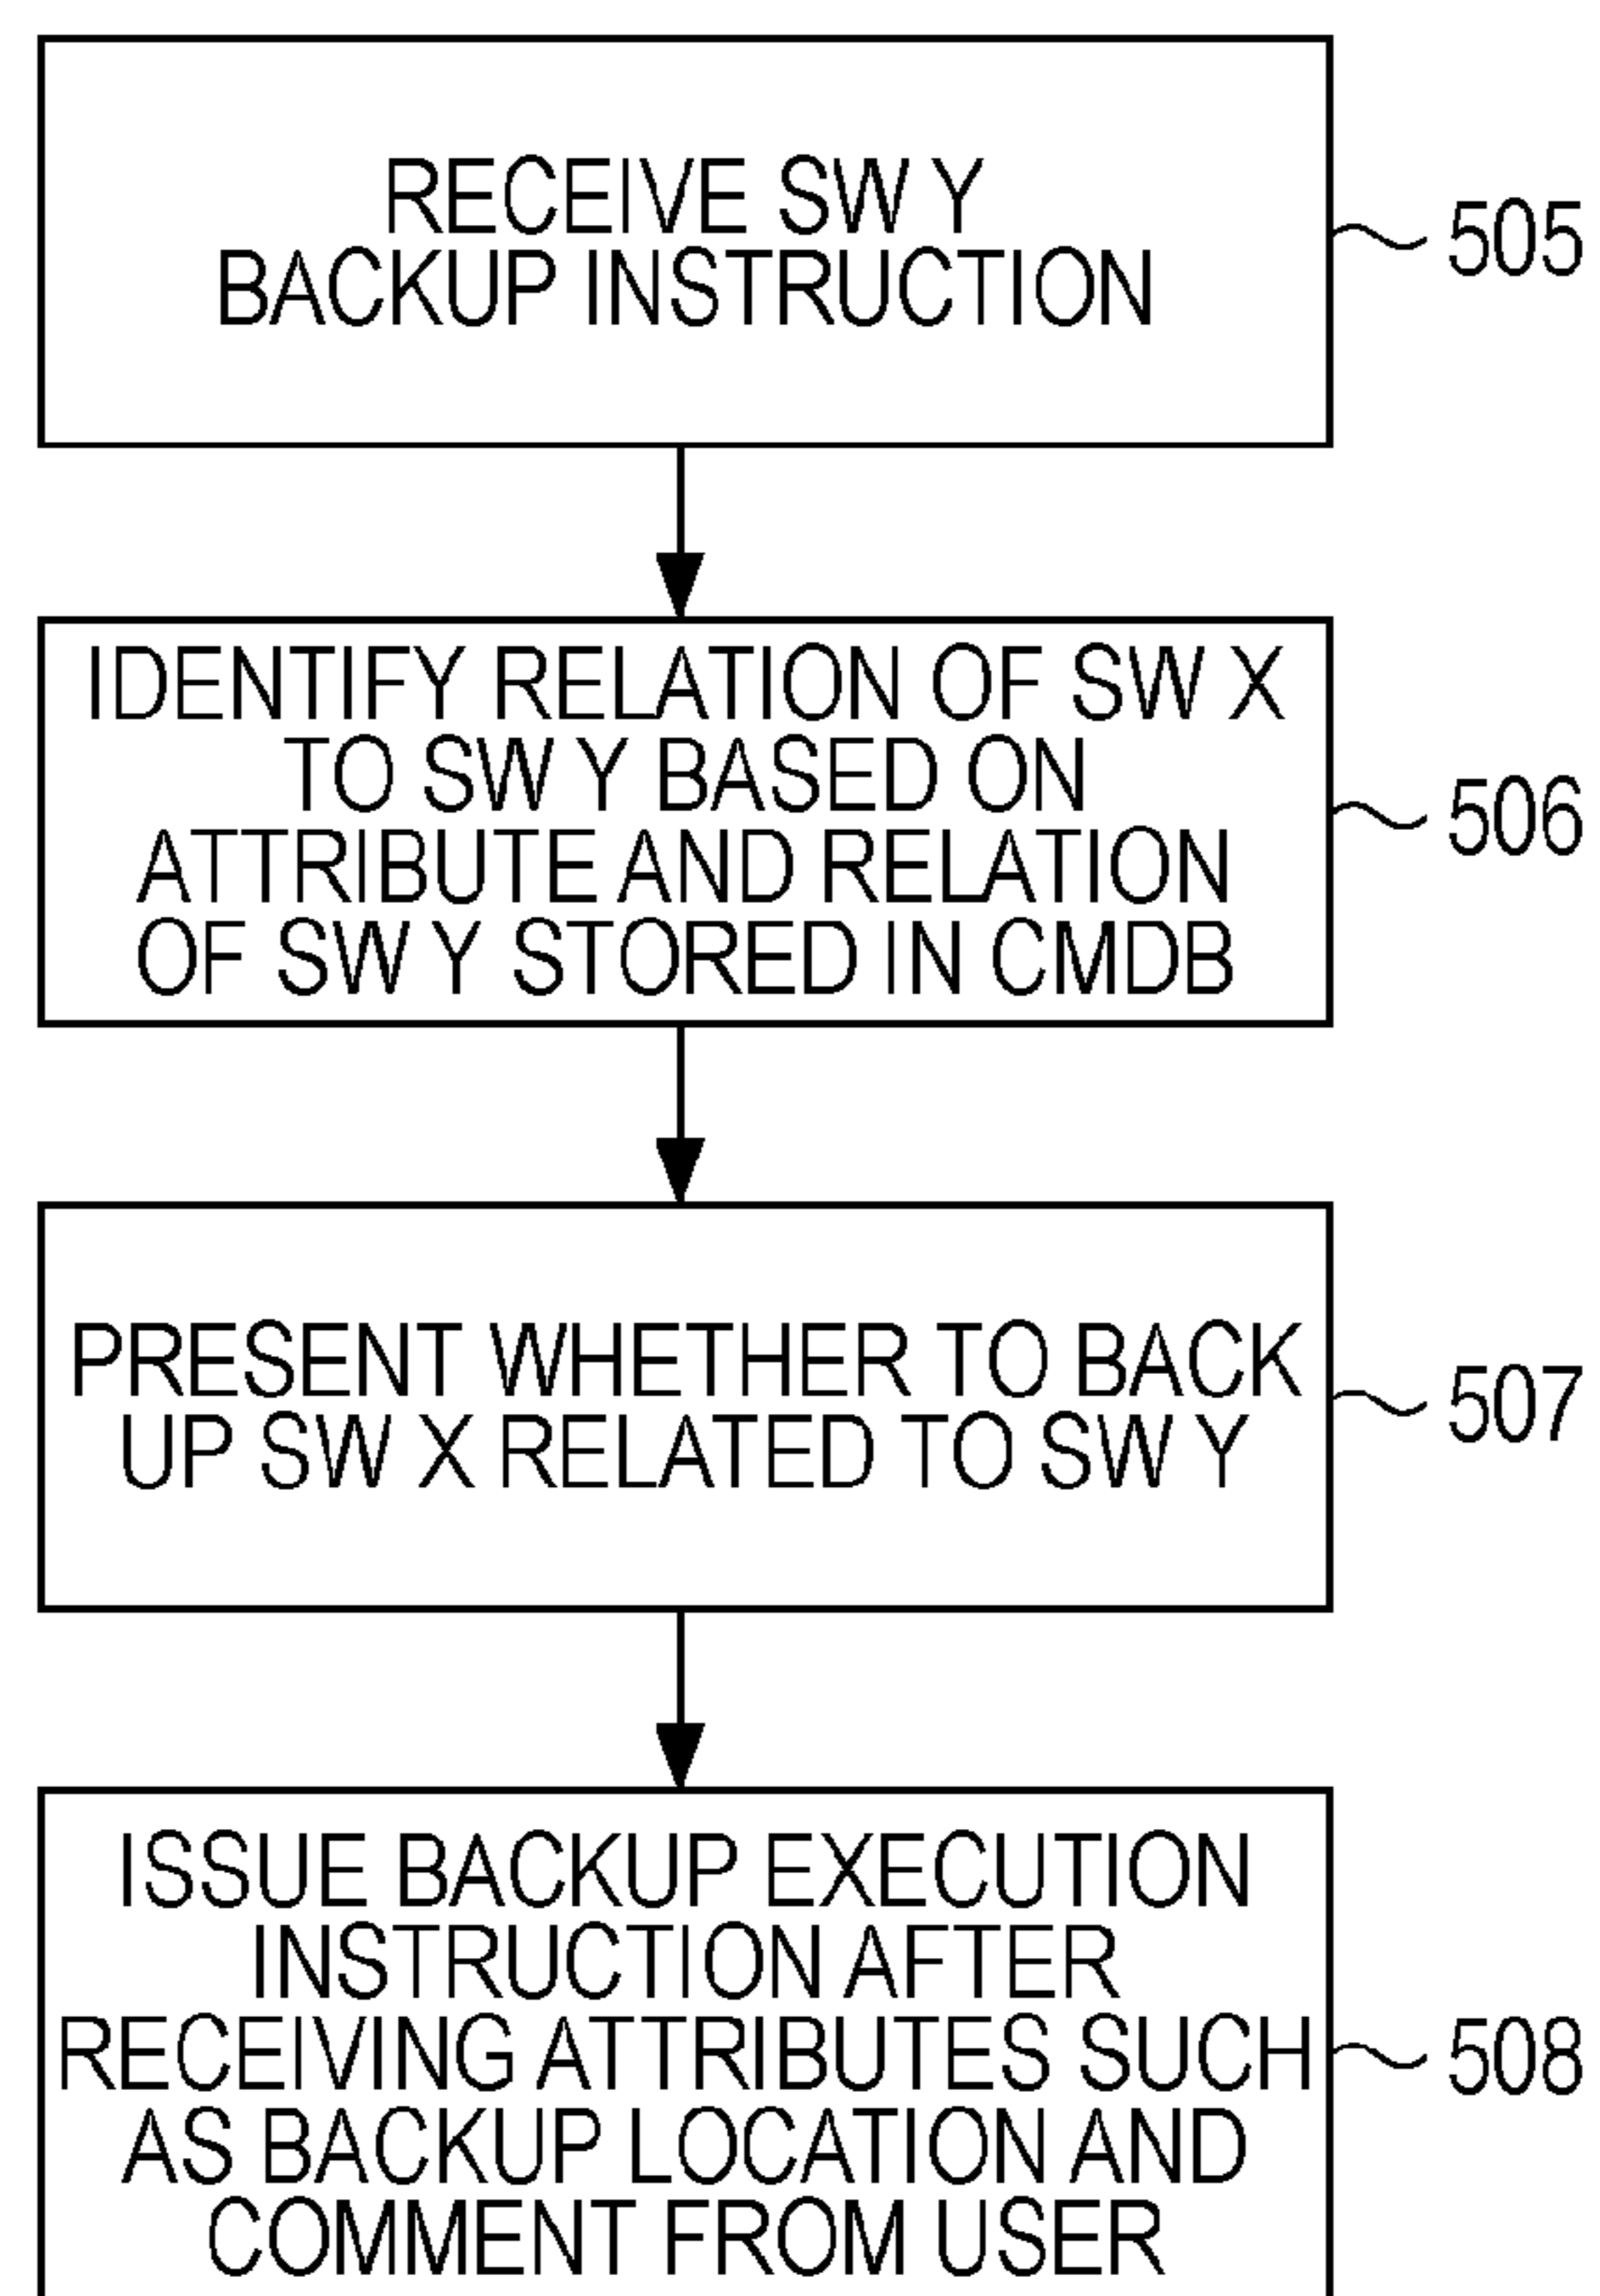 RECEIVE SW Y
BACKUP INSTRUCTION
505
IDENTIFY RELATION OF SW X
TO SW Y BASED ON
ATTRIBUTE AND RELATION
OF SW Y STORED IN CMDB
506
PRESENT WHETHER TO BACK
UP SW X RELATED TO SW Y
507
ISSUE BACKUP EXECUTION
INSTRUCTION AFTER
RECEIVING ATTRIBUTES SUCH
AS BACKUP LOCATION AND
COMMENT FROM USER
508